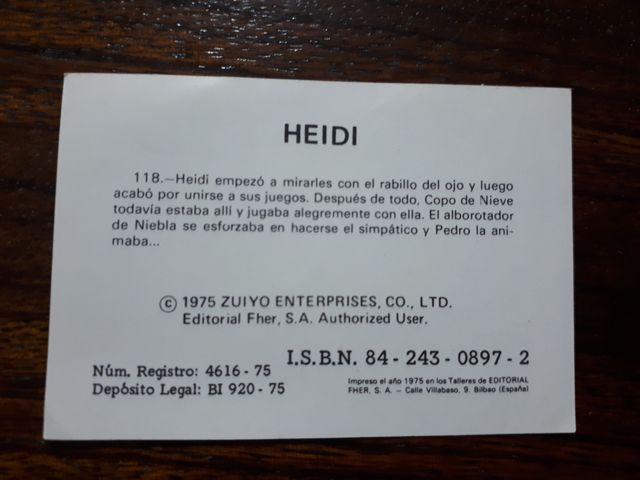 HEIDI
118.—Heidi empezó a mirarles con el rabillo del ojo y luego
acabó por unirse a sus juegos. Después de todo, Copo de Nieve
todavía estaba allí y jugaba alegremente con ella. El alborotador
de Niebla se esforzaba en hacerse el simpático y Pedro la ani-
maba...
© 1975 ZUIYO ENTERPRISES, CO., LTD.
Editorial Fher, S.A. Authorized User.
I.S.B.N. 84 - 243 - 0897 - 2
Núm. Registro: 4616 - 75
Depósito Legal: BI 920 - 75
Impreso el año 1975 en los Talleres de EDITORIAL
FHER, S. A. – Calle Villabaso, 9. Bilbao (España)